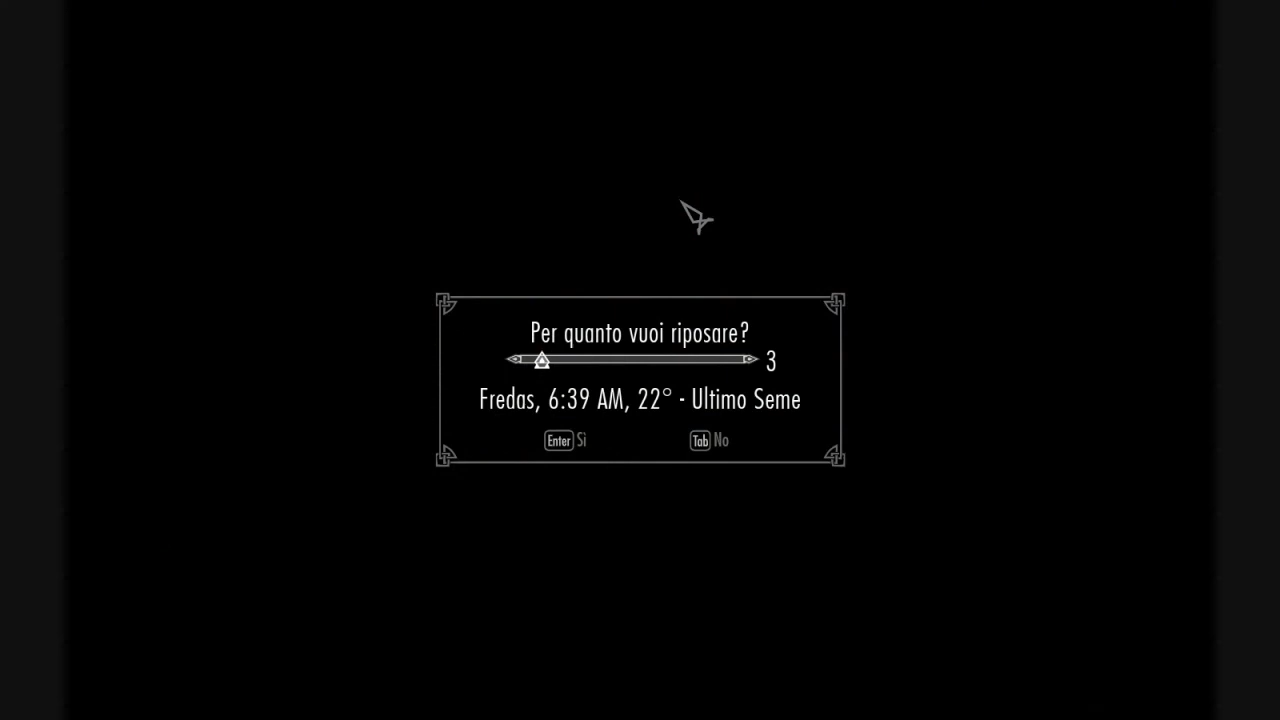 Per quanto vuoi riposare?
3
Fredas, 6:39 AM, 22° - Ultimo Seme
Enter Sì Tab No